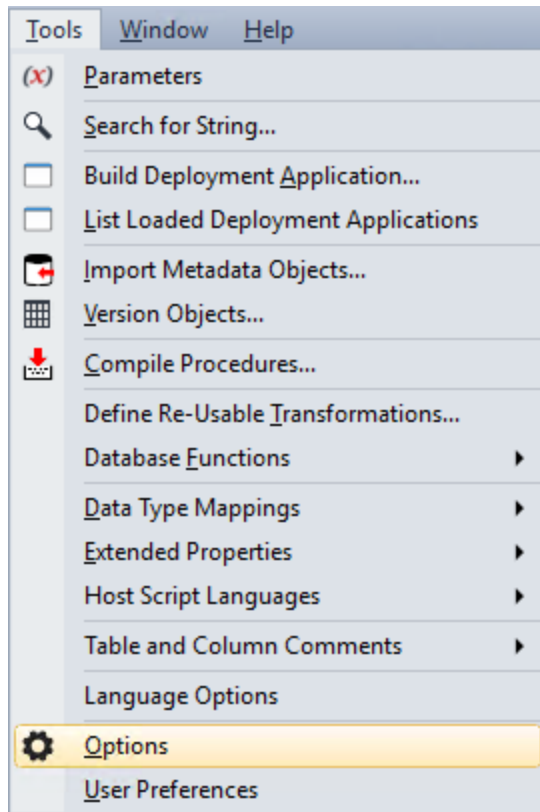 Tools Window Help
(x) Parameters
Search for String...
Build Deployment Application...
List Loaded Deployment Applications
Import Metadata Objects...
Version Objects...
Compile Procedures...
Define Re-Usable Transformations...
Database Functions
Data Type Mappings
Extended Properties
Host Script Languages
Table and Column Comments
Language Options
Options
User Preferences